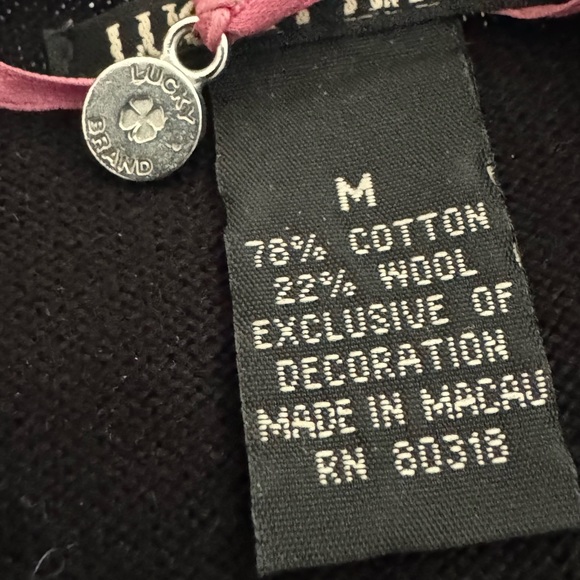 LUCKY
BRAND
M
78% COTTON
22% WOOL
EXCLUSIVE OF
DECORATION
MADE IN MACAU
RN 80318